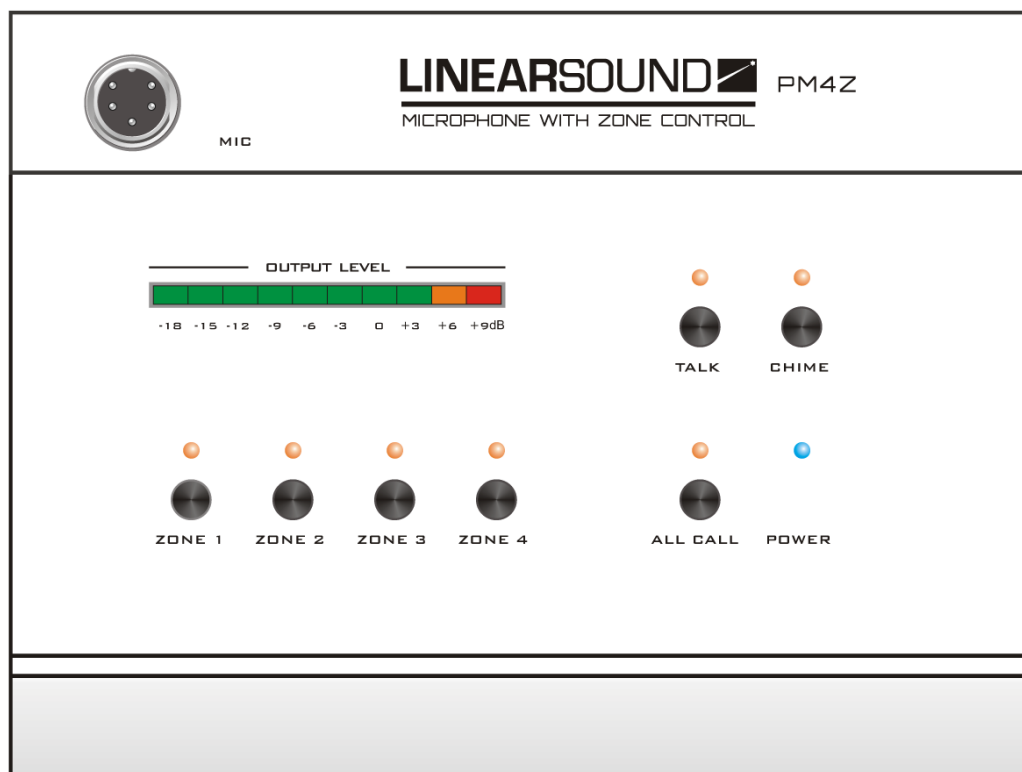 LINEARSOUND PM4Z
MICROPHONE WITH ZONE CONTROL
MIC
OUTPUT LEVEL
-18 -15 -12 -9 -6 -3 0 +3 +6 +9dB
TALK CHIME
ZONE 1 ZONE 2 ZONE 3 ZONE 4 ALL CALL POWER